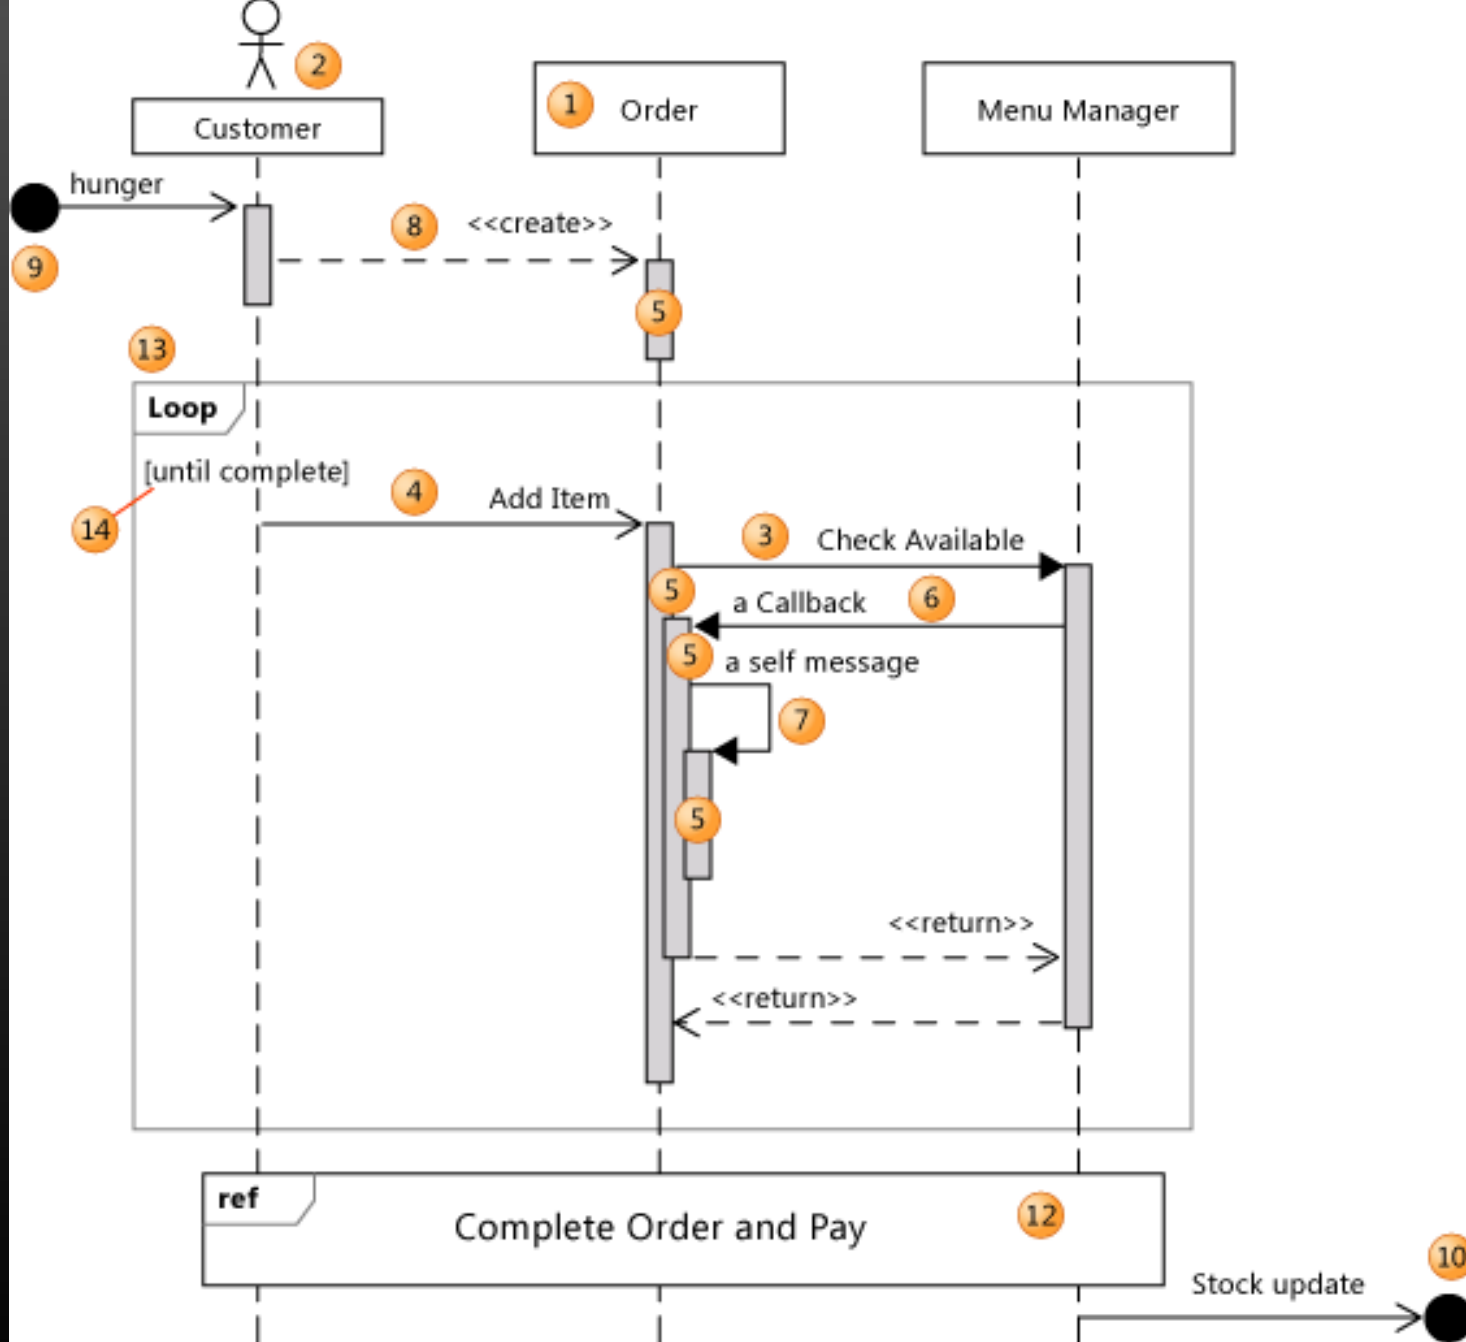 2
1
Order
Menu Manager
Customer
hunger
8
<<create>>
9
5
13
Loop
[until complete]
4
Add Item
14
3
Check Available
5
a Callback
6
5
a self message
7
5
<<return>>
<<return>>
ref
Complete Order and Pay
12
10
Stock update